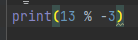 print(13 % -3)